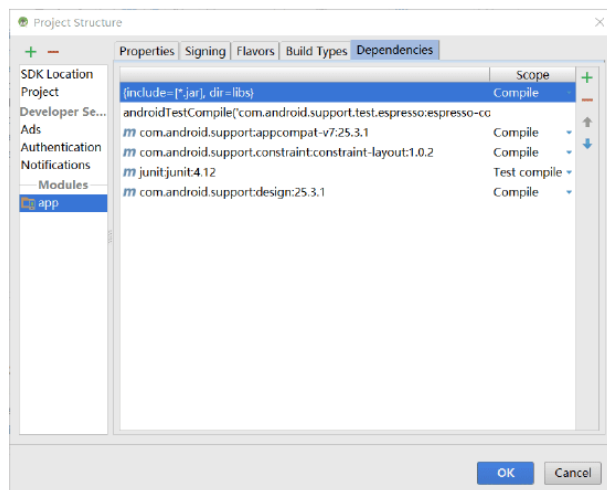 Project Structure
Properties Signing Flavors Build Types Dependencies
SDK Location
Project
Developer Se...
Ads
Authentication
Notifications
Modules
app
Scope
{include=[*.jar], dir=libs} Compile
androidTestCompile('com.android.support.test.espresso:espresso-co
m com.android.support:appcompat-v7:25.3.1 Compile
m com.android.support.constraint:constraint-layout:1.0.2 Compile
m junit:junit:4.12 Test compile
m com.android.support:design:25.3.1 Compile
OK Cancel